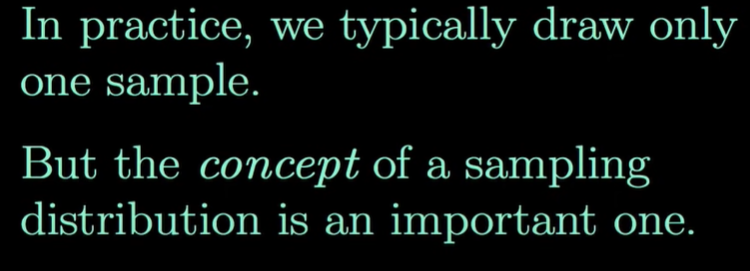 In practice, we typically draw only
one sample.
But the concept of a sampling
distribution is an important one.